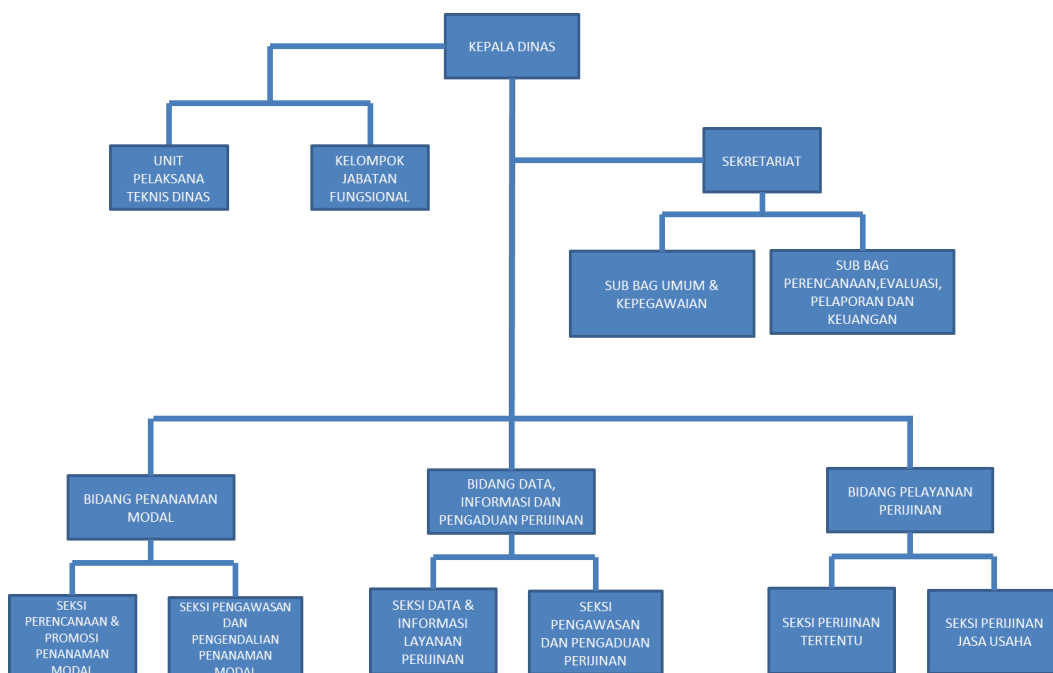 KEPALA DINAS
UNIT
PELAKSANA
TEKNIS DINAS
KELOMPOK
JABATAN
FUNGSIONAL
SEKRETARIAT
SUB BAG UMUM &
KEPEGAWAIAN
SUB BAG
PERENCANAAN,EVALUASI,
PELAPORAN DAN
KEUANGAN
BIDANG PENANAMAN
MODAL
BIDANG DATA,
INFORMASI DAN
PENGADUAN PERIJINAN
BIDANG PELAYANAN
PERIJINAN
SEKSI
PERENCANAAN &
PROMOSI
PENANAMAN
MODAL
SEKSI PENGAWASAN
DAN
PENGENDALIAN
PENANAMAN
MODAL
SEKSI DATA &
INFORMASI
LAYANAN
PERIJINAN
SEKSI
PENGAWASAN
DAN PENGADUAN
PERIJINAN
SEKSI PERIJINAN
TERTENTU
SEKSI PERIJINAN
JASA USAHA